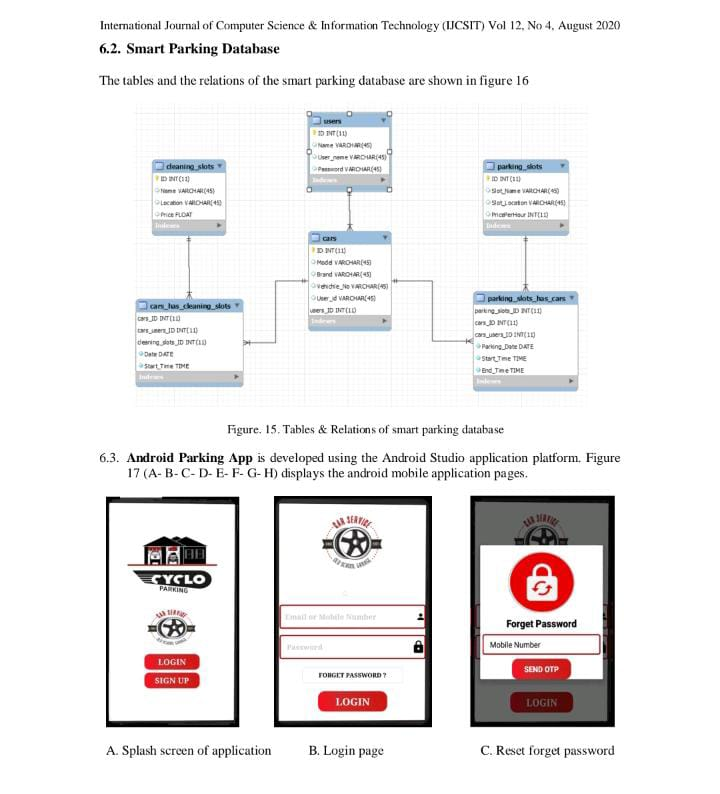 International Journal of Computer Science & Information Technology (IJCSIT) Vol 12, No 4, August 2020
6.2. Smart Parking Database
The tables and the relations of the smart parking database are shown in figure 16
users
ID INT(11)
Name VARCHAR(45)
User_name VARCHAR(45)
Password VARCHAR(45)
Indexes
cleaning_slots
ID INT(11)
Name VARCHAR(45)
Location VARCHAR(45)
Price FLOAT
Indexes
parking_slots
ID INT(11)
Slot_Name VARCHAR(45)
Slot_Location VARCHAR(45)
PricePerHour INT(11)
Indexes
cars
ID INT(11)
Model VARCHAR(45)
Brand VARCHAR(45)
Vehichle_No VARCHAR(45)
User_id VARCHAR(45)
users_ID INT(11)
Indexes
cars_has_cleaning_slots
cars_ID INT(11)
cars_users_ID INT(11)
cleaning_slots_ID INT(11)
Date DATE
Start_Time TIME
Indexes
parking_slots_has_cars
parking_slots_ID INT(11)
cars_ID INT(11)
cars_users_ID INT(11)
Parking_Date DATE
Start_Time TIME
End_Time TIME
Indexes
Figure. 15. Tables & Relations of smart parking database
6.3. Android Parking App is developed using the Android Studio application platform. Figure
17 (A- B- C- D- E- F- G- H) displays the android mobile application pages.
CYCLO
PARKING
CAR SERVICE
OLD SCHOOL GARAGE
LOGIN
SIGN UP
CAR SERVICE
OLD SCHOOL GARAGE
Email or Mobile Number
Password
FORGET PASSWORD ?
LOGIN
CAR SERVICE
Forget Password
Mobile Number
SEND OTP
LOGIN
A. Splash screen of application
B. Login page
C. Reset forget password